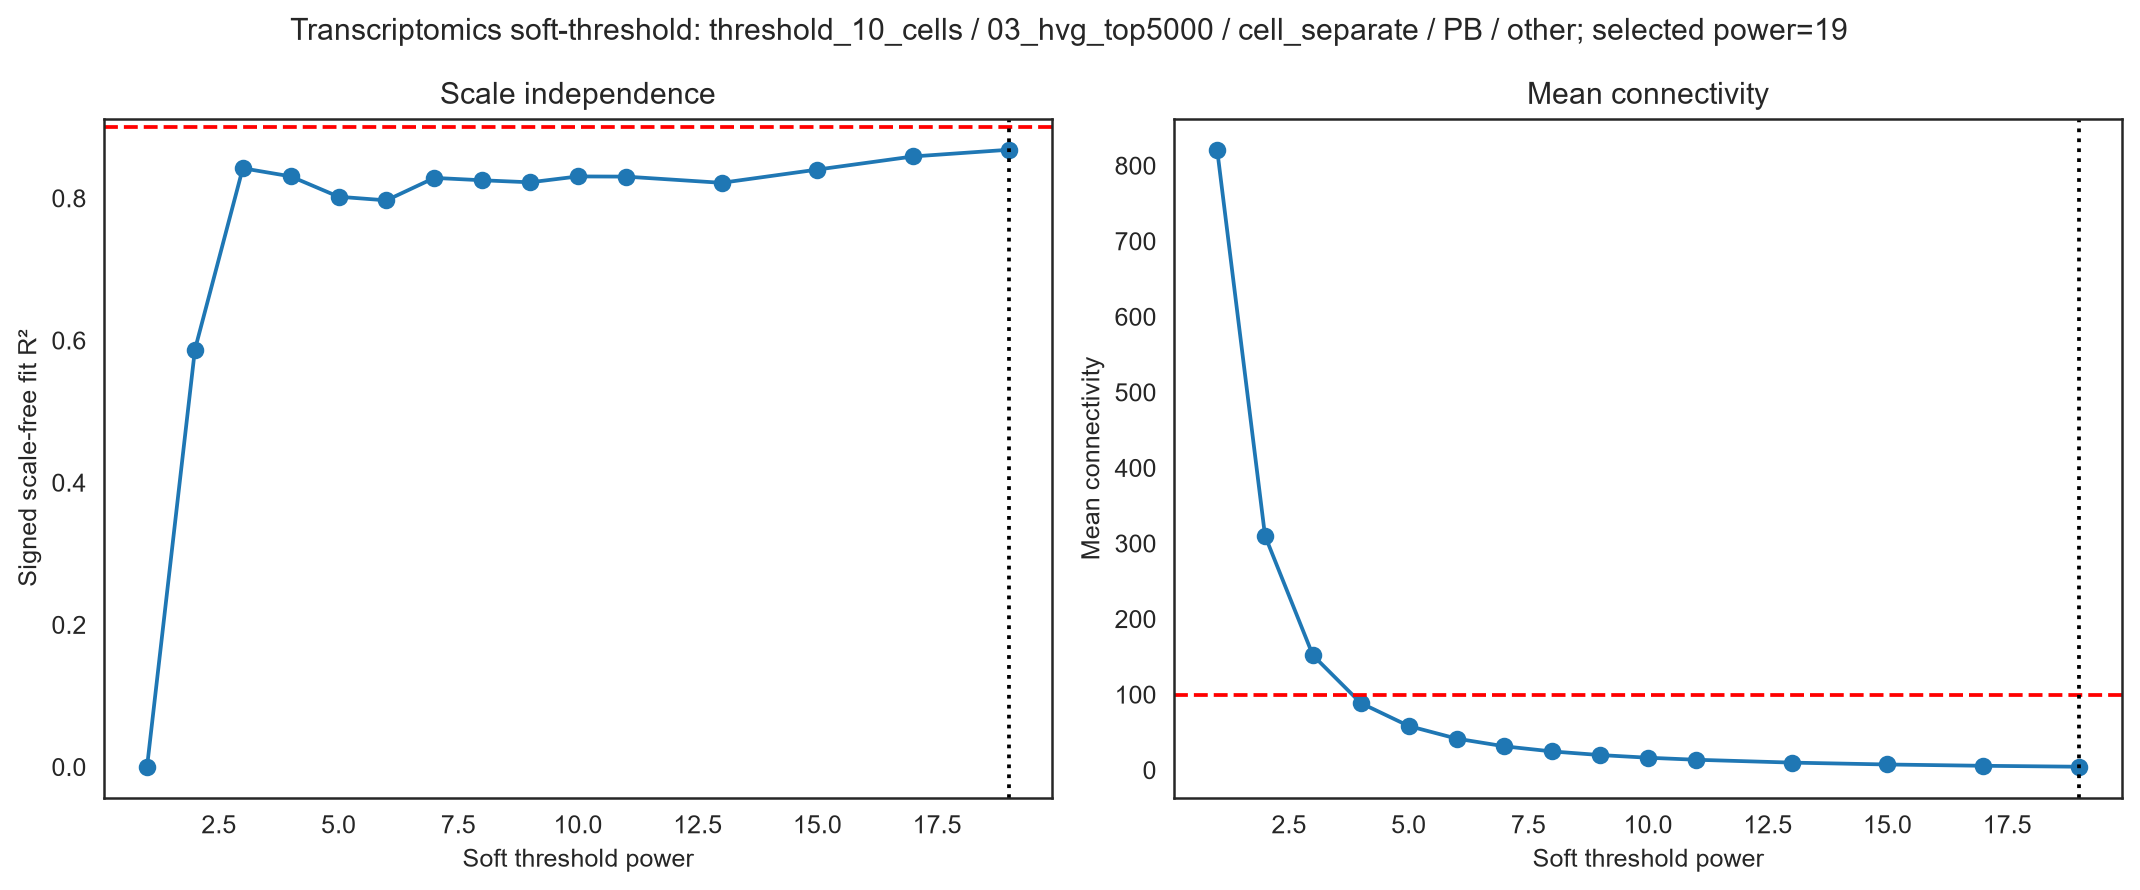 Transcriptomics soft-threshold: threshold_10_cells / 03_hvg_top5000 / cell_separate / PB / other; selected power=19
Scale independence
Signed scale-free fit R²
0.8
0.6
0.4
0.2
0.0
2.5 5.0 7.5 10.0 12.5 15.0 17.5
Soft threshold power
Mean connectivity
Mean connectivity
800
700
600
500
400
300
200
100
0
2.5 5.0 7.5 10.0 12.5 15.0 17.5
Soft threshold power